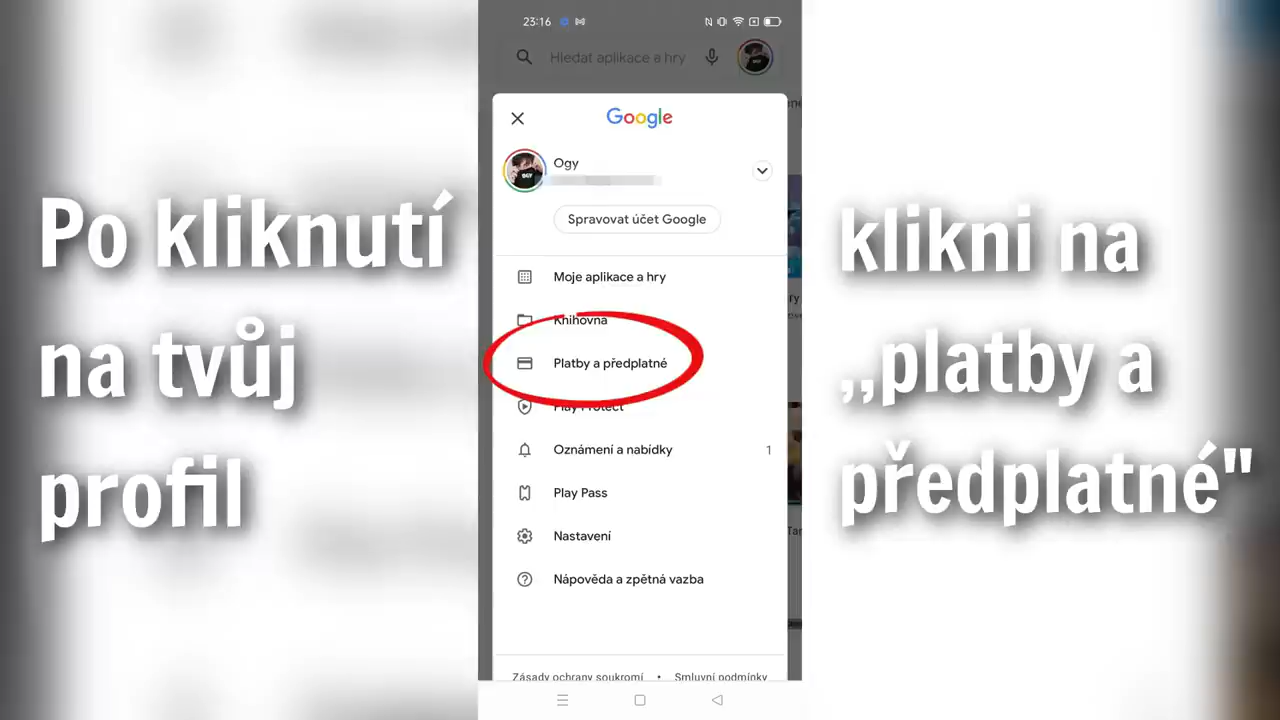 Po kliknutí
na tvůj
profil
23:16
Hledat aplikace a hry
Google
Ogy
Spravovat účet Google
Moje aplikace a hry
Knihovna
Platby a předplatné
Play Protect
Oznámení a nabídky 1
Play Pass
Nastavení
Nápověda a zpětná vazba
Zásady ochrany soukromí • Smluvní podmínky
klikni na
,,platby a
předplatné"